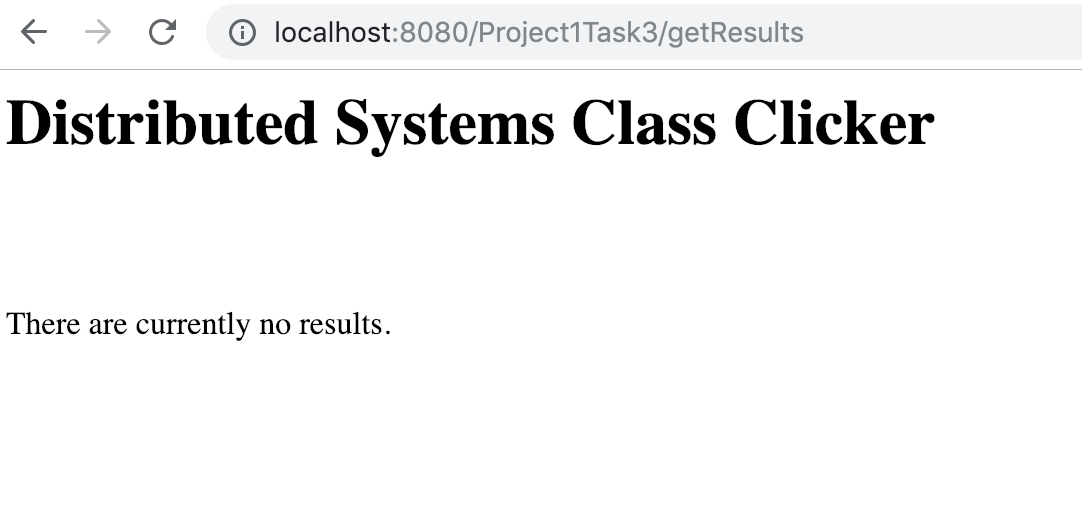 localhost:8080/Project1Task3/getResults
Distributed Systems Class Clicker
There are currently no results.